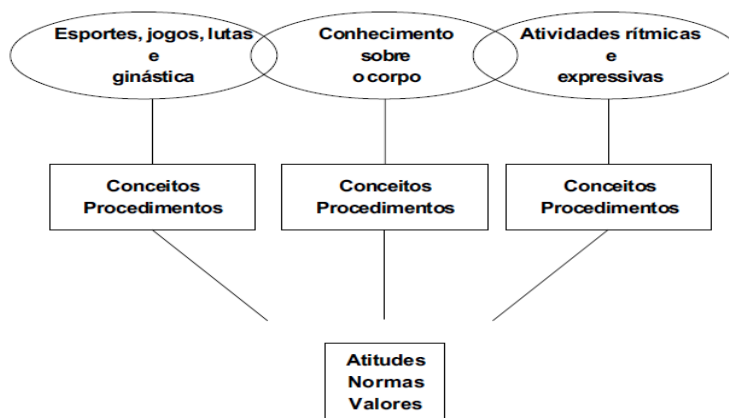 Esportes, jogos, lutas
e
ginástica
Conhecimento
sobre
o corpo
Atividades rítmicas
e
expressivas
Conceitos
Procedimentos
Conceitos
Procedimentos
Conceitos
Procedimentos
Atitudes
Normas
Valores